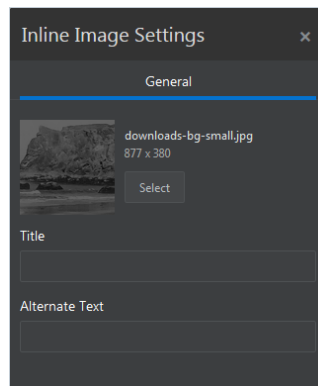 Inline Image Settings ×
General
downloads-bg-small.jpg
877 x 380
Select
Title
Alternate Text